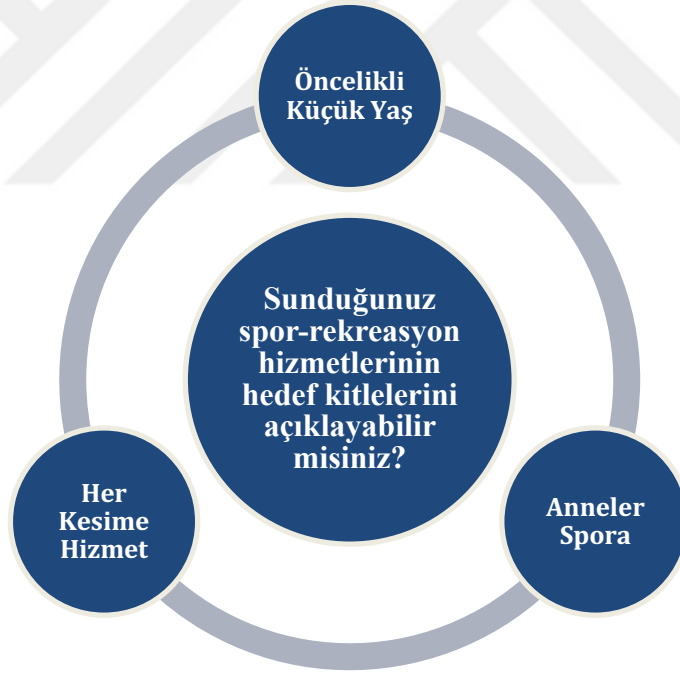 Öncelikli
Küçük Yaş
Sunduğunuz
spor-rekreasyon
hizmetlerinin
hedef kitlelerini
açıklayabilir
misiniz?
Her
Kesime
Hizmet
Anneler
Spora